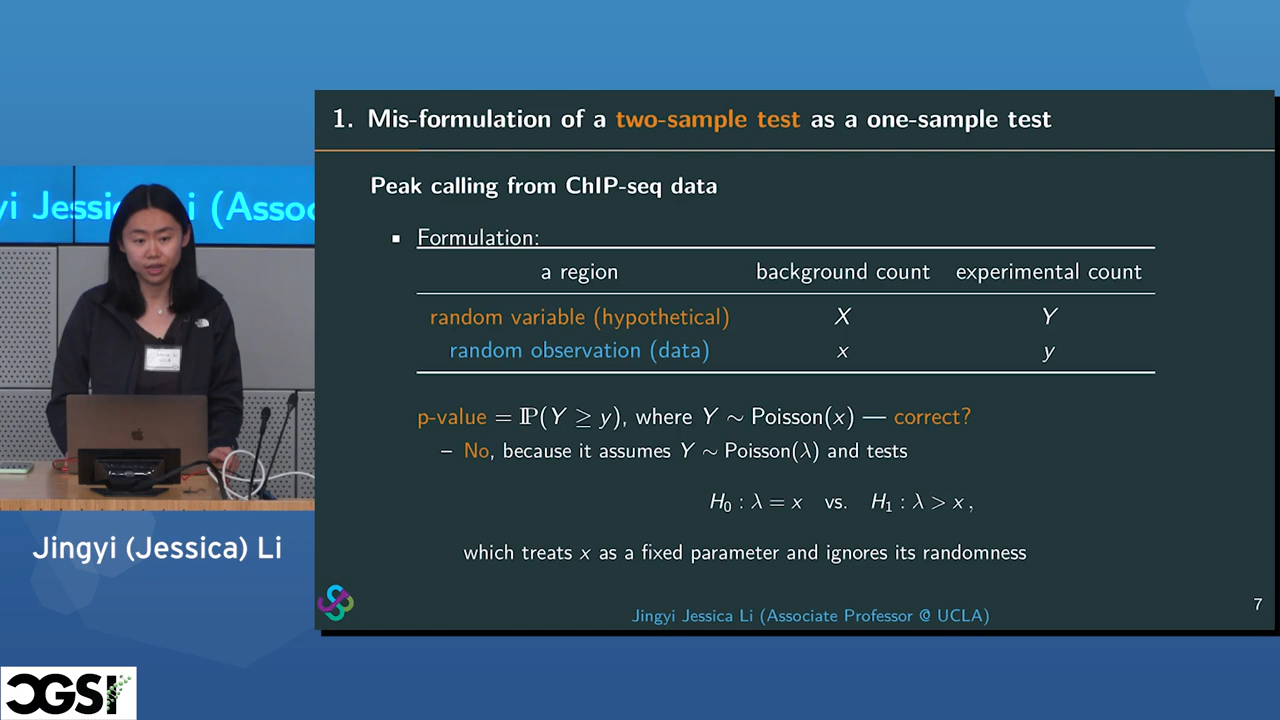 1. Mis-formulation of a two-sample test as a one-sample test
Peak calling from ChIP-seq data
▪ Formulation:
a region background count experimental count
random variable (hypothetical) X Y
random observation (data) x y
p-value = ℙ(Y ≥ y), where Y ∼ Poisson(x) — correct?
– No, because it assumes Y ∼ Poisson(λ) and tests
H₀ : λ = x vs. H₁ : λ > x ,
which treats x as a fixed parameter and ignores its randomness
Jingyi Jessica Li (Associate Professor @ UCLA)
7
yi Jessic i (Assoc
Jingyi (Jessica) Li
CGSI